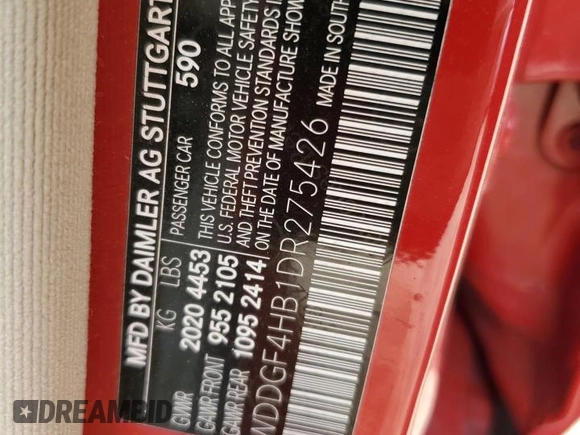 MFD BY DAIMLER AG STUTTGART
KG LBS PASSENGER CAR 590
GVWR 2020 4453
GAWR FRONT 955 2105
GAWR REAR 1095 2414
THIS VEHICLE CONFORMS TO ALL APP
U.S. FEDERAL MOTOR VEHICLE SAFETY
AND THEFT PREVENTION STANDARDS I
ON THE DATE OF MANUFACTURE SHOW
WDDGF4HB1DR275426
MADE IN SOUTH
DREAMBID